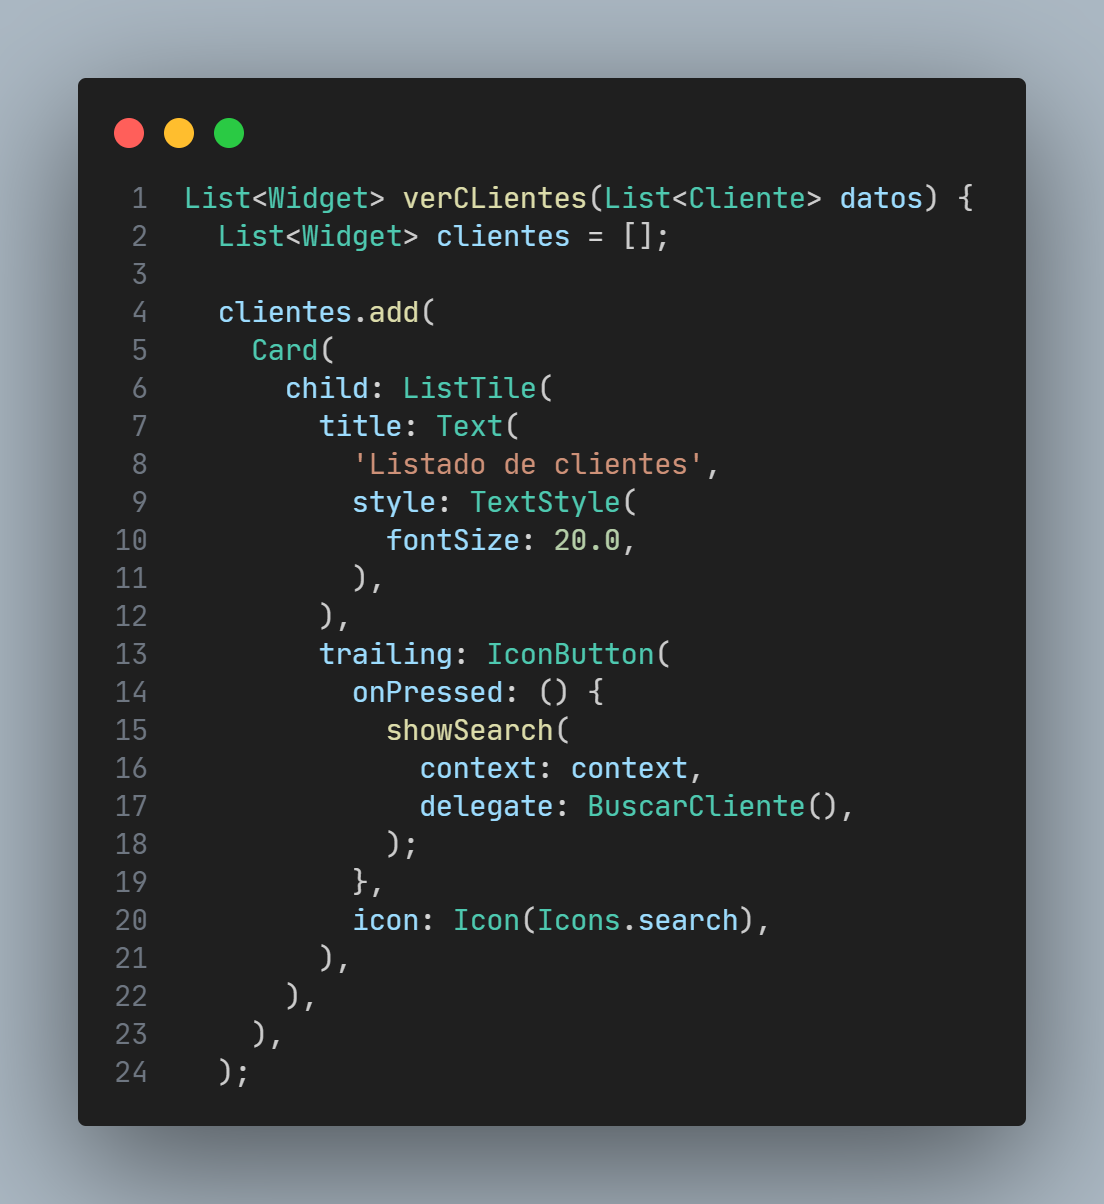 1 List<Widget> verCLientes(List<Cliente> datos) {
2   List<Widget> clientes = [];
3
4   clientes.add(
5     Card(
6       child: ListTile(
7         title: Text(
8           'Listado de clientes',
9           style: TextStyle(
10             fontSize: 20.0,
11           ),
12         ),
13         trailing: IconButton(
14           onPressed: () {
15             showSearch(
16               context: context,
17               delegate: BuscarCliente(),
18             );
19           },
20           icon: Icon(Icons.search),
21         ),
22       ),
23     ),
24   );